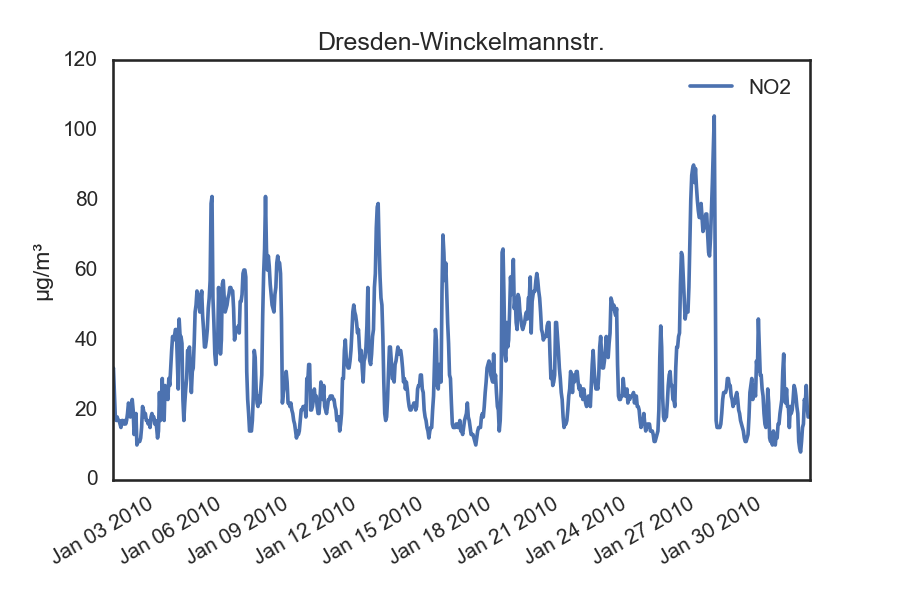 Dresden-Winckelmannstr.
NO2
µg/m³
120
100
80
60
40
20
0
Jan 03 2010
Jan 06 2010
Jan 09 2010
Jan 12 2010
Jan 15 2010
Jan 18 2010
Jan 21 2010
Jan 24 2010
Jan 27 2010
Jan 30 2010